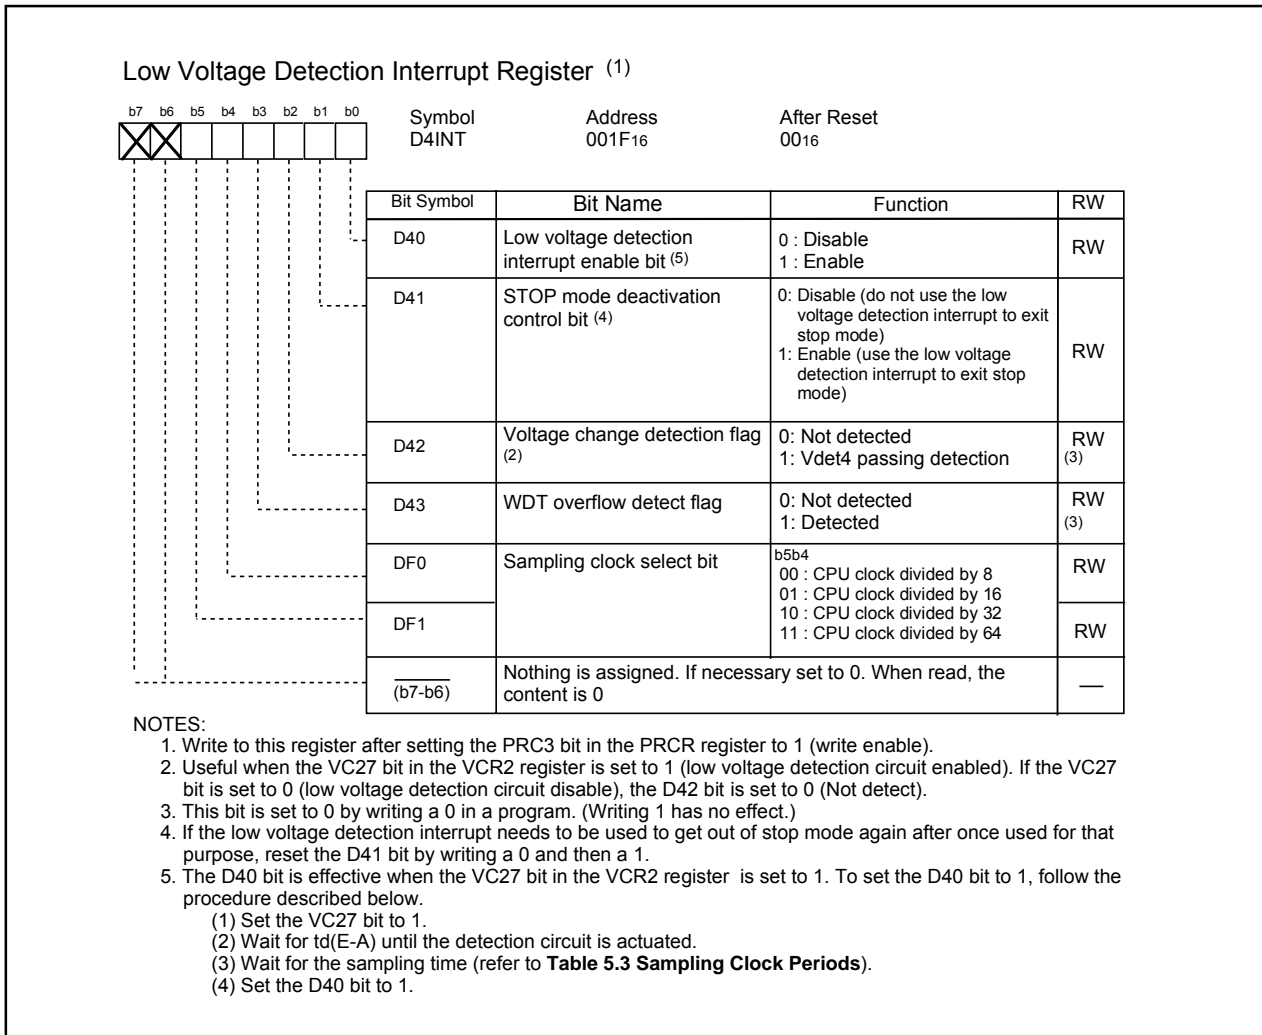 Low Voltage Detection Interrupt Register (1)
b7 b6 b5 b4 b3 b2 b1 b0
Symbol Address After Reset
D4INT 001F16 0016
Bit Symbol Bit Name Function RW
D40 Low voltage detection interrupt enable bit (5) 0 : Disable
1 : Enable RW
D41 STOP mode deactivation
control bit (4)
0: Disable (do not use the low
voltage detection interrupt to exit
stop mode)
1: Enable (use the low voltage
detection interrupt to exit stop
mode)
RW
D42 Voltage change detection flag
(2)
0: Not detected
1: Vdet4 passing detection
RW
(3)
D43 WDT overflow detect flag
0: Not detected
1: Detected
RW
(3)
DF0 Sampling clock select bit
b5b4
00 : CPU clock divided by 8
01 : CPU clock divided by 16
10 : CPU clock divided by 32
11 : CPU clock divided by 64
RW
DF1
RW
(b7-b6)
Nothing is assigned. If necessary set to 0. When read, the
content is 0
—
NOTES:
1. Write to this register after setting the PRC3 bit in the PRCR register to 1 (write enable).
2. Useful when the VC27 bit in the VCR2 register is set to 1 (low voltage detection circuit enabled). If the VC27
bit is set to 0 (low voltage detection circuit disable), the D42 bit is set to 0 (Not detect).
3. This bit is set to 0 by writing a 0 in a program. (Writing 1 has no effect.)
4. If the low voltage detection interrupt needs to be used to get out of stop mode again after once used for that
purpose, reset the D41 bit by writing a 0 and then a 1.
5. The D40 bit is effective when the VC27 bit in the VCR2 register is set to 1. To set the D40 bit to 1, follow the
procedure described below.
(1) Set the VC27 bit to 1.
(2) Wait for td(E-A) until the detection circuit is actuated.
(3) Wait for the sampling time (refer to Table 5.3 Sampling Clock Periods).
(4) Set the D40 bit to 1.